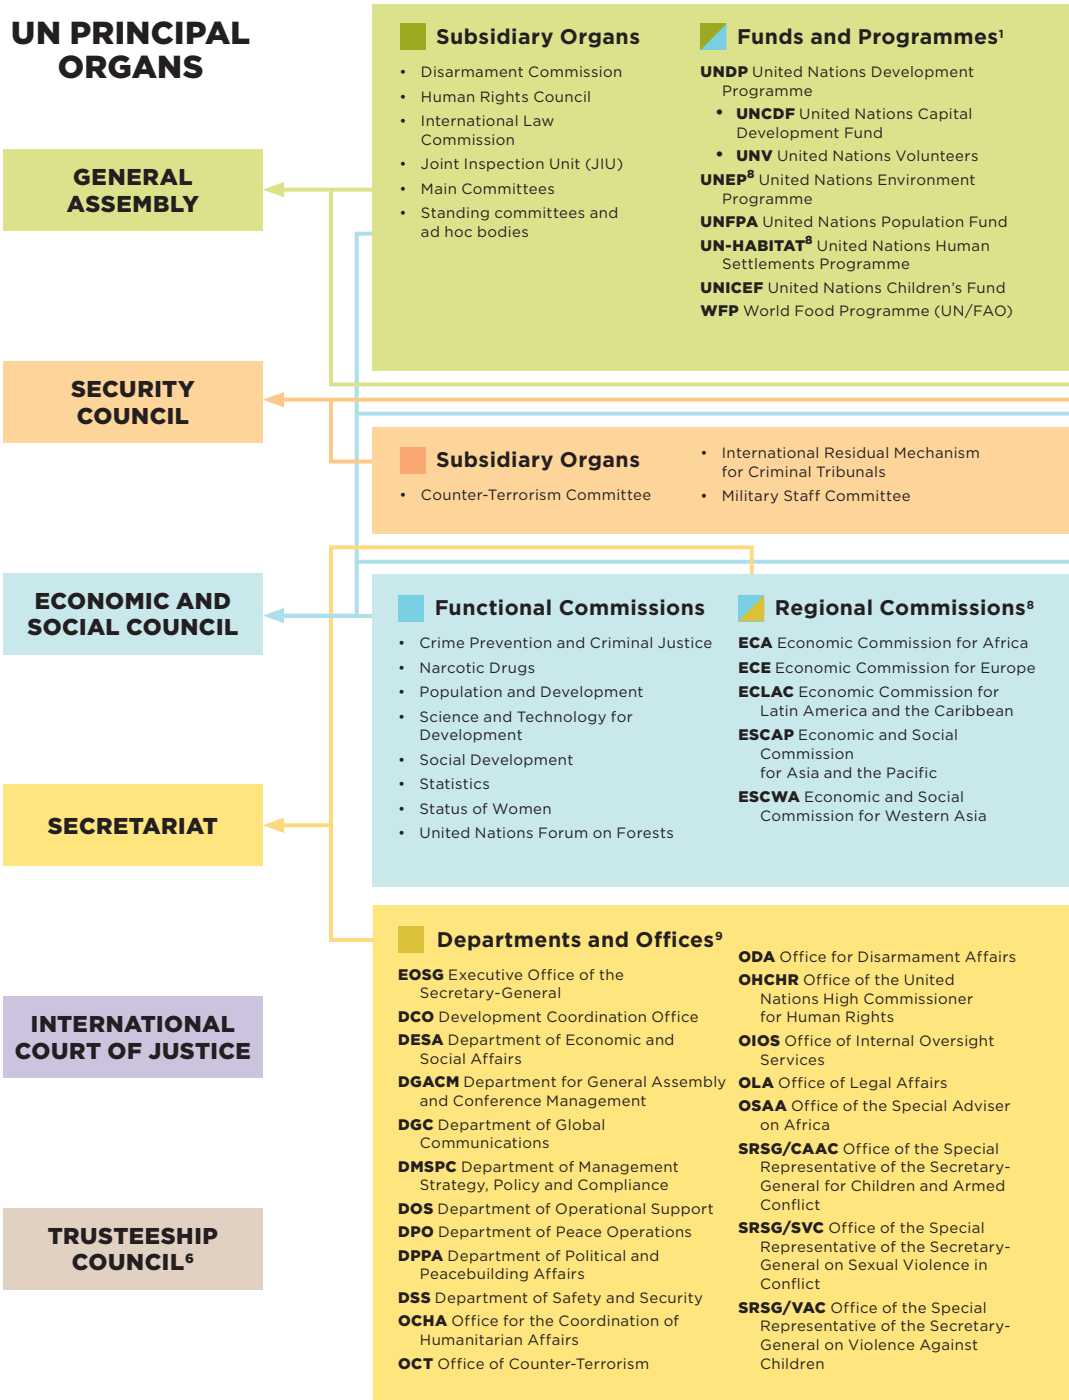 UN PRINCIPAL
ORGANS
GENERAL
ASSEMBLY
SECURITY
COUNCIL
ECONOMIC AND
SOCIAL COUNCIL
SECRETARIAT
INTERNATIONAL
COURT OF JUSTICE
TRUSTEESHIP
COUNCIL⁶
Subsidiary Organs
• Disarmament Commission
• Human Rights Council
• International Law
Commission
• Joint Inspection Unit (JIU)
• Main Committees
• Standing committees and
ad hoc bodies
Funds and Programmes¹
UNDP United Nations Development
Programme
• UNCDF United Nations Capital
Development Fund
• UNV United Nations Volunteers
UNEP⁸ United Nations Environment
Programme
UNFPA United Nations Population Fund
UN-HABITAT⁸ United Nations Human
Settlements Programme
UNICEF United Nations Children's Fund
WFP World Food Programme (UN/FAO)
Subsidiary Organs
• Counter-Terrorism Committee
• International Residual Mechanism
for Criminal Tribunals
• Military Staff Committee
Functional Commissions
• Crime Prevention and Criminal Justice
• Narcotic Drugs
• Population and Development
• Science and Technology for
Development
• Social Development
• Statistics
• Status of Women
• United Nations Forum on Forests
Regional Commissions⁸
ECA Economic Commission for Africa
ECE Economic Commission for Europe
ECLAC Economic Commission for
Latin America and the Caribbean
ESCAP Economic and Social
Commission
for Asia and the Pacific
ESCWA Economic and Social
Commission for Western Asia
Departments and Offices⁹
EOSG Executive Office of the
Secretary-General
DCO Development Coordination Office
DESA Department of Economic and
Social Affairs
DGACM Department for General Assembly
and Conference Management
DGC Department of Global
Communications
DMSPC Department of Management
Strategy, Policy and Compliance
DOS Department of Operational Support
DPO Department of Peace Operations
DPPA Department of Political and
Peacebuilding Affairs
DSS Department of Safety and Security
OCHA Office for the Coordination of
Humanitarian Affairs
OCT Office of Counter-Terrorism
ODA Office for Disarmament Affairs
OHCHR Office of the United
Nations High Commissioner
for Human Rights
OIOS Office of Internal Oversight
Services
OLA Office of Legal Affairs
OSAA Office of the Special Adviser
on Africa
SRSG/CAAC Office of the Special
Representative of the Secretary-
General for Children and Armed
Conflict
SRSG/SVC Office of the Special
Representative of the Secretary-
General on Sexual Violence in
Conflict
SRSG/VAC Office of the Special
Representative of the Secretary-
General on Violence Against
Children